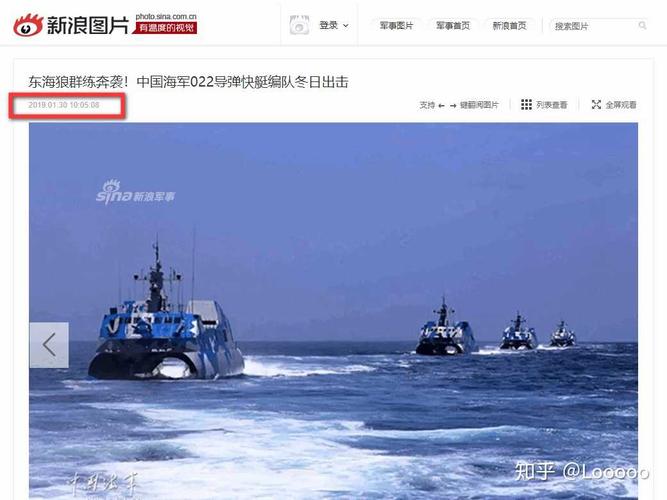 新浪图片 photo.sina.com.cn
有温度的视觉
登录
军事图片 军事首页 新浪首页 搜索图片
东海狼群练奔袭！中国海军022导弹快艇编队冬日出击
2019.01.30 10:05:08
支持 ← → 键翻阅图片 列表查看 全屏观看
sina 新浪军事
中国海军
知乎 @Looooo